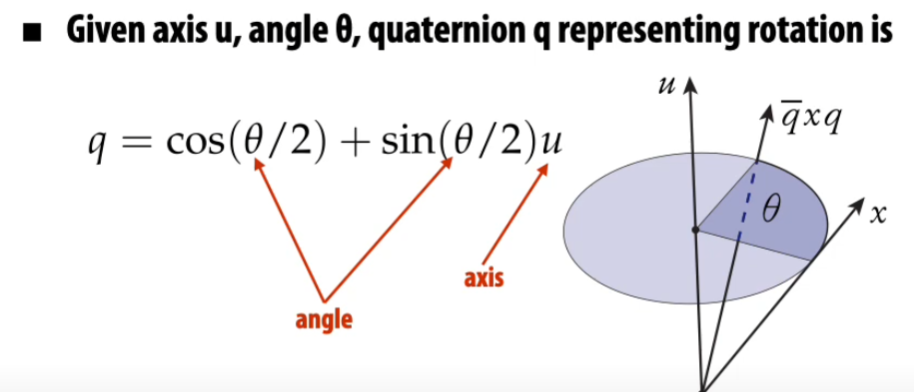 ■ Given axis u, angle θ, quaternion q representing rotation is
q = cos(θ/2) + sin(θ/2)u
axis
angle
u
q̅xq
θ
x